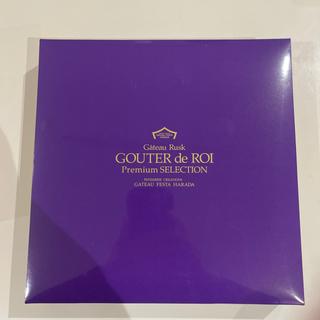 Gâteau Rusk
GOUTER de ROI
Premium SELECTION
GATEAU FESTA HARADA